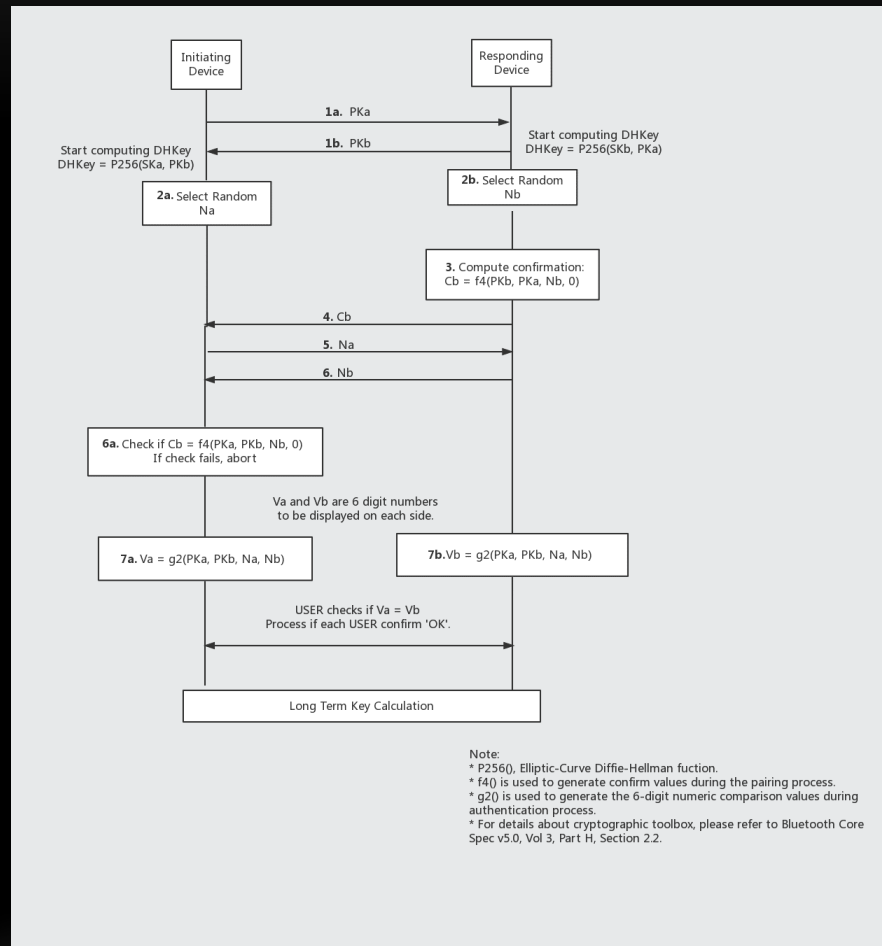 Initiating
Device
Responding
Device
1a. PKa
1b. PKb
Start computing DHKey
DHKey = P256(SKa, PKb)
Start computing DHKey
DHKey = P256(SKb, PKa)
2a. Select Random
Na
2b. Select Random
Nb
3. Compute confirmation:
Cb = f4(PKb, PKa, Nb, 0)
4. Cb
5. Na
6. Nb
6a. Check if Cb = f4(PKa, PKb, Nb, 0)
If check fails, abort
Va and Vb are 6 digit numbers
to be displayed on each side.
7a. Va = g2(PKa, PKb, Na, Nb)
7b.Vb = g2(PKa, PKb, Na, Nb)
USER checks if Va = Vb
Process if each USER confirm 'OK'.
Long Term Key Calculation
Note:
* P256(), Elliptic-Curve Diffie-Hellman fuction.
* f4() is used to generate confirm values during the pairing process.
* g2() is used to generate the 6-digit numeric comparison values during
authentication process.
* For details about cryptographic toolbox, please refer to Bluetooth Core
Spec v5.0, Vol 3, Part H, Section 2.2.